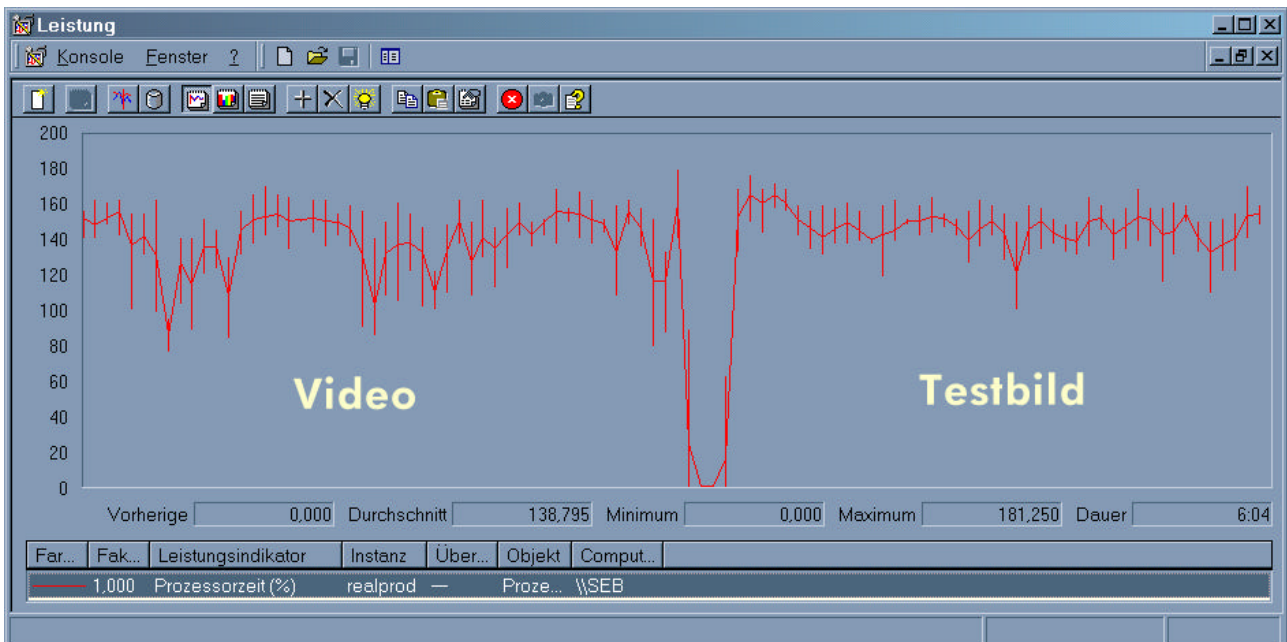 Leistung
Konsole Fenster ?
200
180
160
140
120
100
80
60
40
20
0
Video
Testbild
Vorherige 0,000 Durchschnitt 138,795 Minimum 0,000 Maximum 181,250 Dauer 6:04
Far... Fak... Leistungsindikator Instanz Über... Objekt Comput...
1,000 Prozessorzeit (%) realprod — Proze... \\SEB